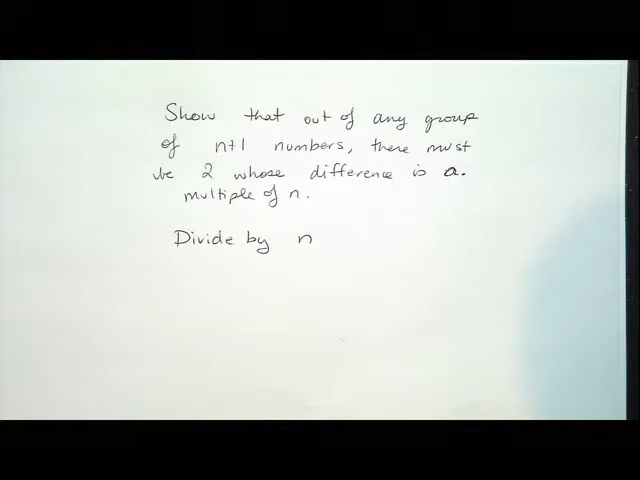 Show that out of any group
of n+1 numbers, there must
be 2 whose difference is a.
multiple of n.
Divide by n